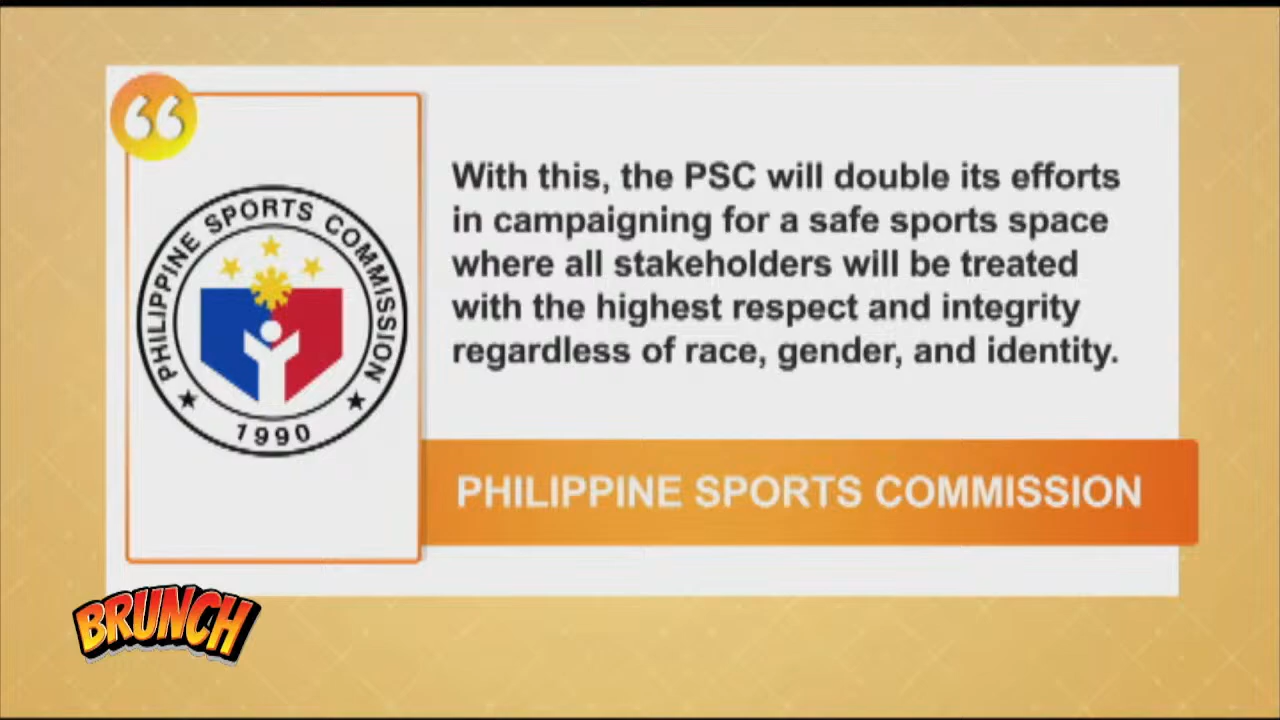 PHILIPPINE SPORTS COMMISSION
1990
With this, the PSC will double its efforts
in campaigning for a safe sports space
where all stakeholders will be treated
with the highest respect and integrity
regardless of race, gender, and identity.
PHILIPPINE SPORTS COMMISSION
BRUNCH